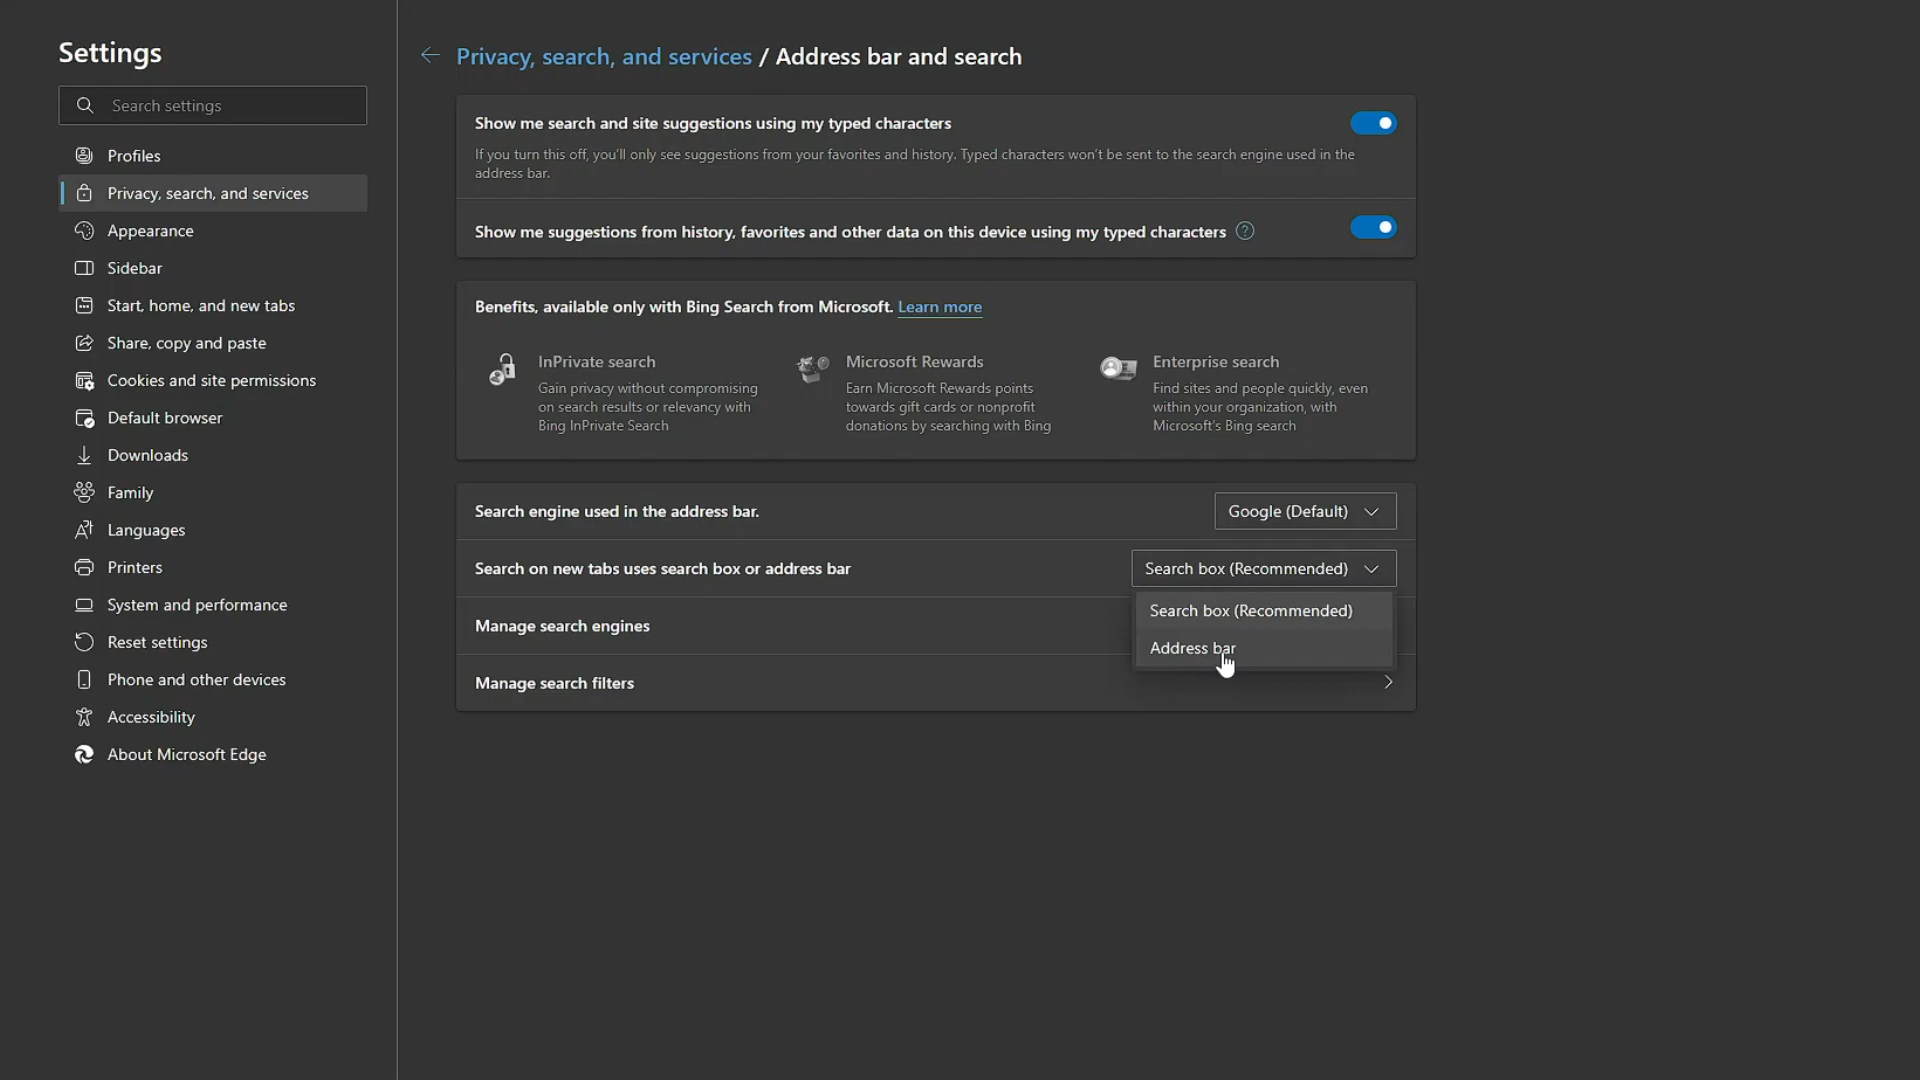 Settings
Search settings
Profiles
Privacy, search, and services
Appearance
Sidebar
Start, home, and new tabs
Share, copy and paste
Cookies and site permissions
Default browser
Downloads
Family
Languages
Printers
System and performance
Reset settings
Phone and other devices
Accessibility
About Microsoft Edge
Privacy, search, and services / Address bar and search
Show me search and site suggestions using my typed characters
If you turn this off, you'll only see suggestions from your favorites and history. Typed characters won't be sent to the search engine used in the
address bar.
Show me suggestions from history, favorites and other data on this device using my typed characters
Benefits, available only with Bing Search from Microsoft. Learn more
InPrivate search
Gain privacy without compromising
on search results or relevancy with
Bing InPrivate Search
Microsoft Rewards
Earn Microsoft Rewards points
towards gift cards or nonprofit
donations by searching with Bing
Enterprise search
Find sites and people quickly, even
within your organization, with
Microsoft's Bing search
Search engine used in the address bar.
Google (Default)
Search on new tabs uses search box or address bar
Search box (Recommended)
Search box (Recommended)
Address bar
Manage search engines
Manage search filters